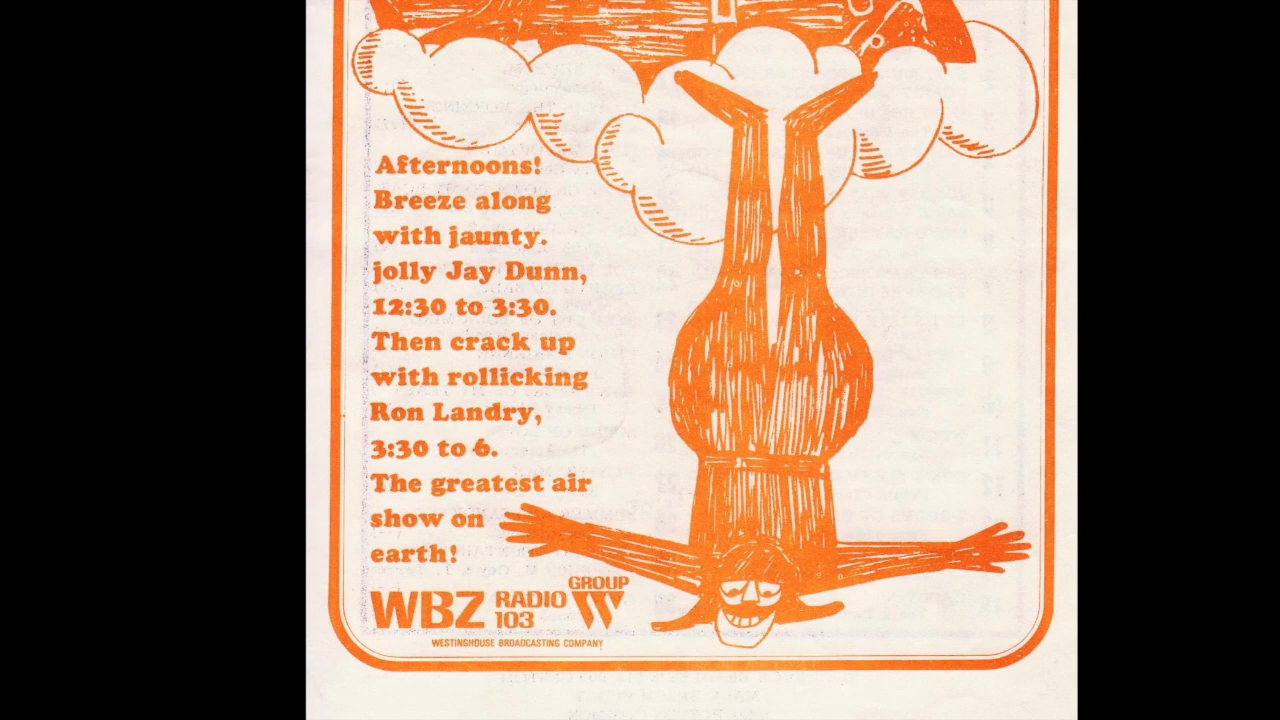 Afternoons!
Breeze along
with jaunty.
jolly Jay Dunn,
12:30 to 3:30.
Then crack up
with rollicking
Ron Landry,
3:30 to 6.
The greatest air
show on
earth!
WBZ RADIO 103 GROUP W
WESTINGHOUSE BROADCASTING COMPANY